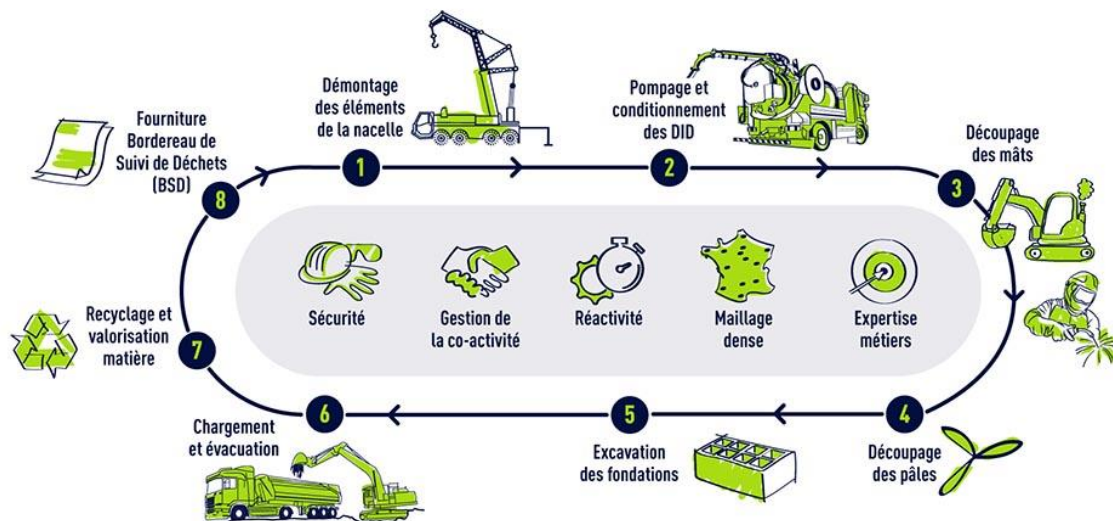 1
Démontage
des éléments
de la nacelle
2
Pompage et
conditionnement
des DID
3
Découpage
des mâts
4
Découpage
des pâles
5
Excavation
des fondations
6
Chargement
et évacuation
7
Recyclage et
valorisation
matière
8
Fourniture
Bordereau de
Suivi de Déchets
(BSD)
Sécurité
Gestion de
la co-activité
Réactivité
Maillage
dense
Expertise
métiers